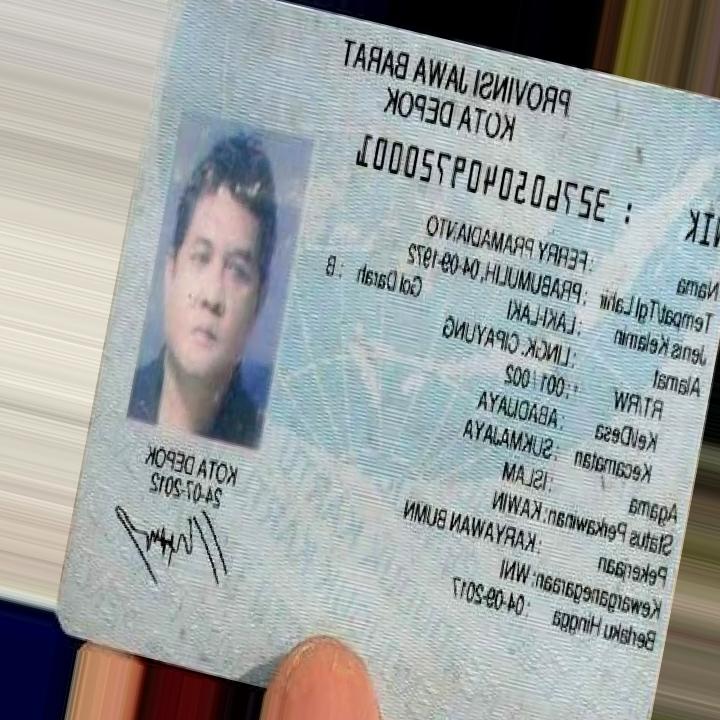 PROVINSI JAWA BARAT
KOTA DEPOK
NIK : 3276050409720001
Nama : FERRY PRAMADIANTO
Tempat/Tgl Lahir : PRABUMULIH, 04-09-1972
Jenis Kelamin : LAKI-LAKI Gol Darah : B
Alamat : LINGK. CIPAYUNG
RT/RW : 001/002
Kel/Desa : ABADIJAYA
Kecamatan : SUKMAJAYA
Agama : ISLAM
Status Perkawinan: KAWIN
Pekerjaan : KARYAWAN BUMN
Kewarganegaraan: WNI
Berlaku Hingga : 04-09-2017
KOTA DEPOK
24-07-2012